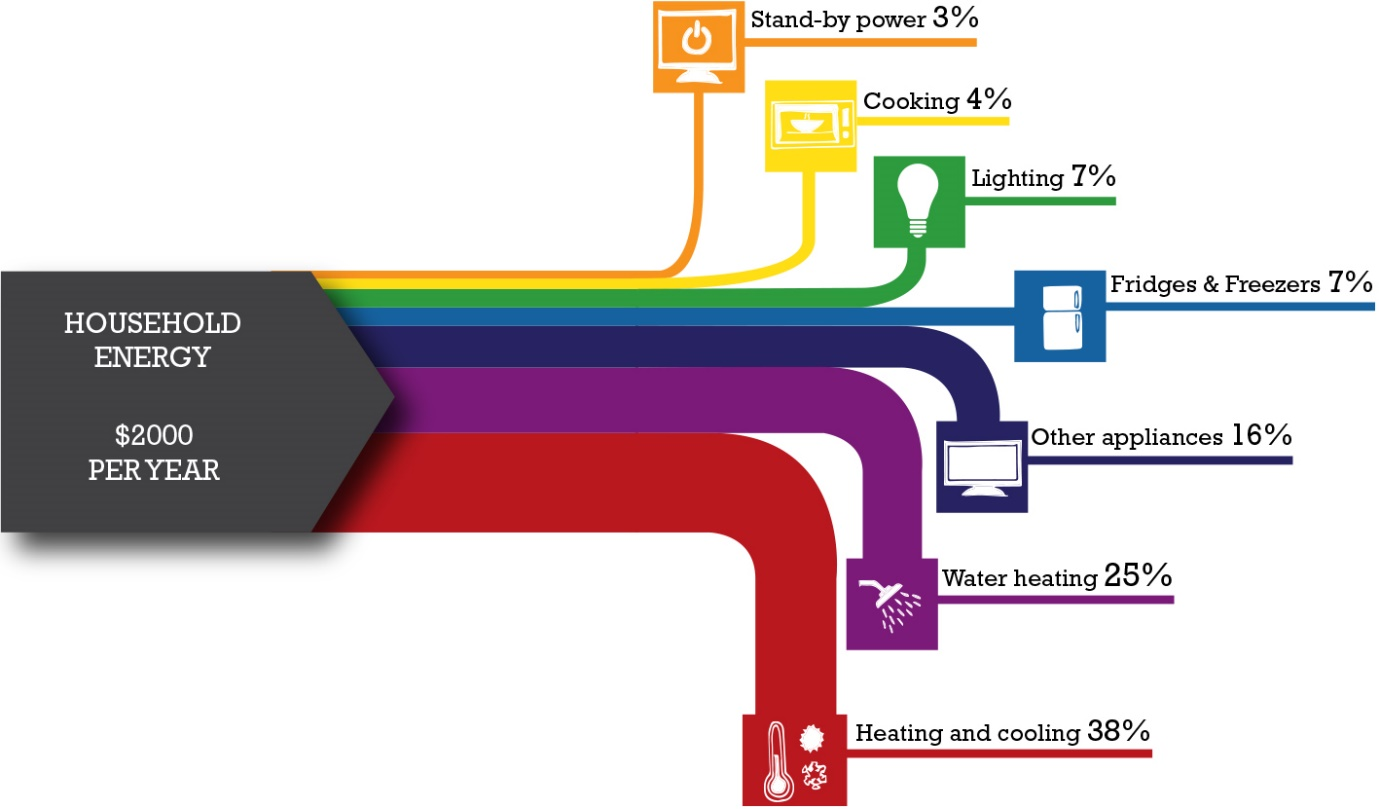 Stand-by power 3%
Cooking 4%
Lighting 7%
Fridges & Freezers 7%
HOUSEHOLD
ENERGY
$2000
PER YEAR
Other appliances 16%
Water heating 25%
Heating and cooling 38%